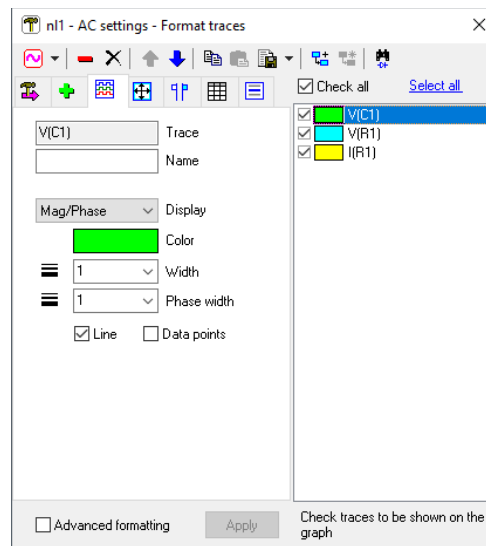 nl1 - AC settings - Format traces
Check all Select all
V(C1) Trace
Name
Mag/Phase Display
Color
1 Width
1 Phase width
Line Data points
V(C1)
V(R1)
I(R1)
Advanced formatting Apply
Check traces to be shown on the
graph